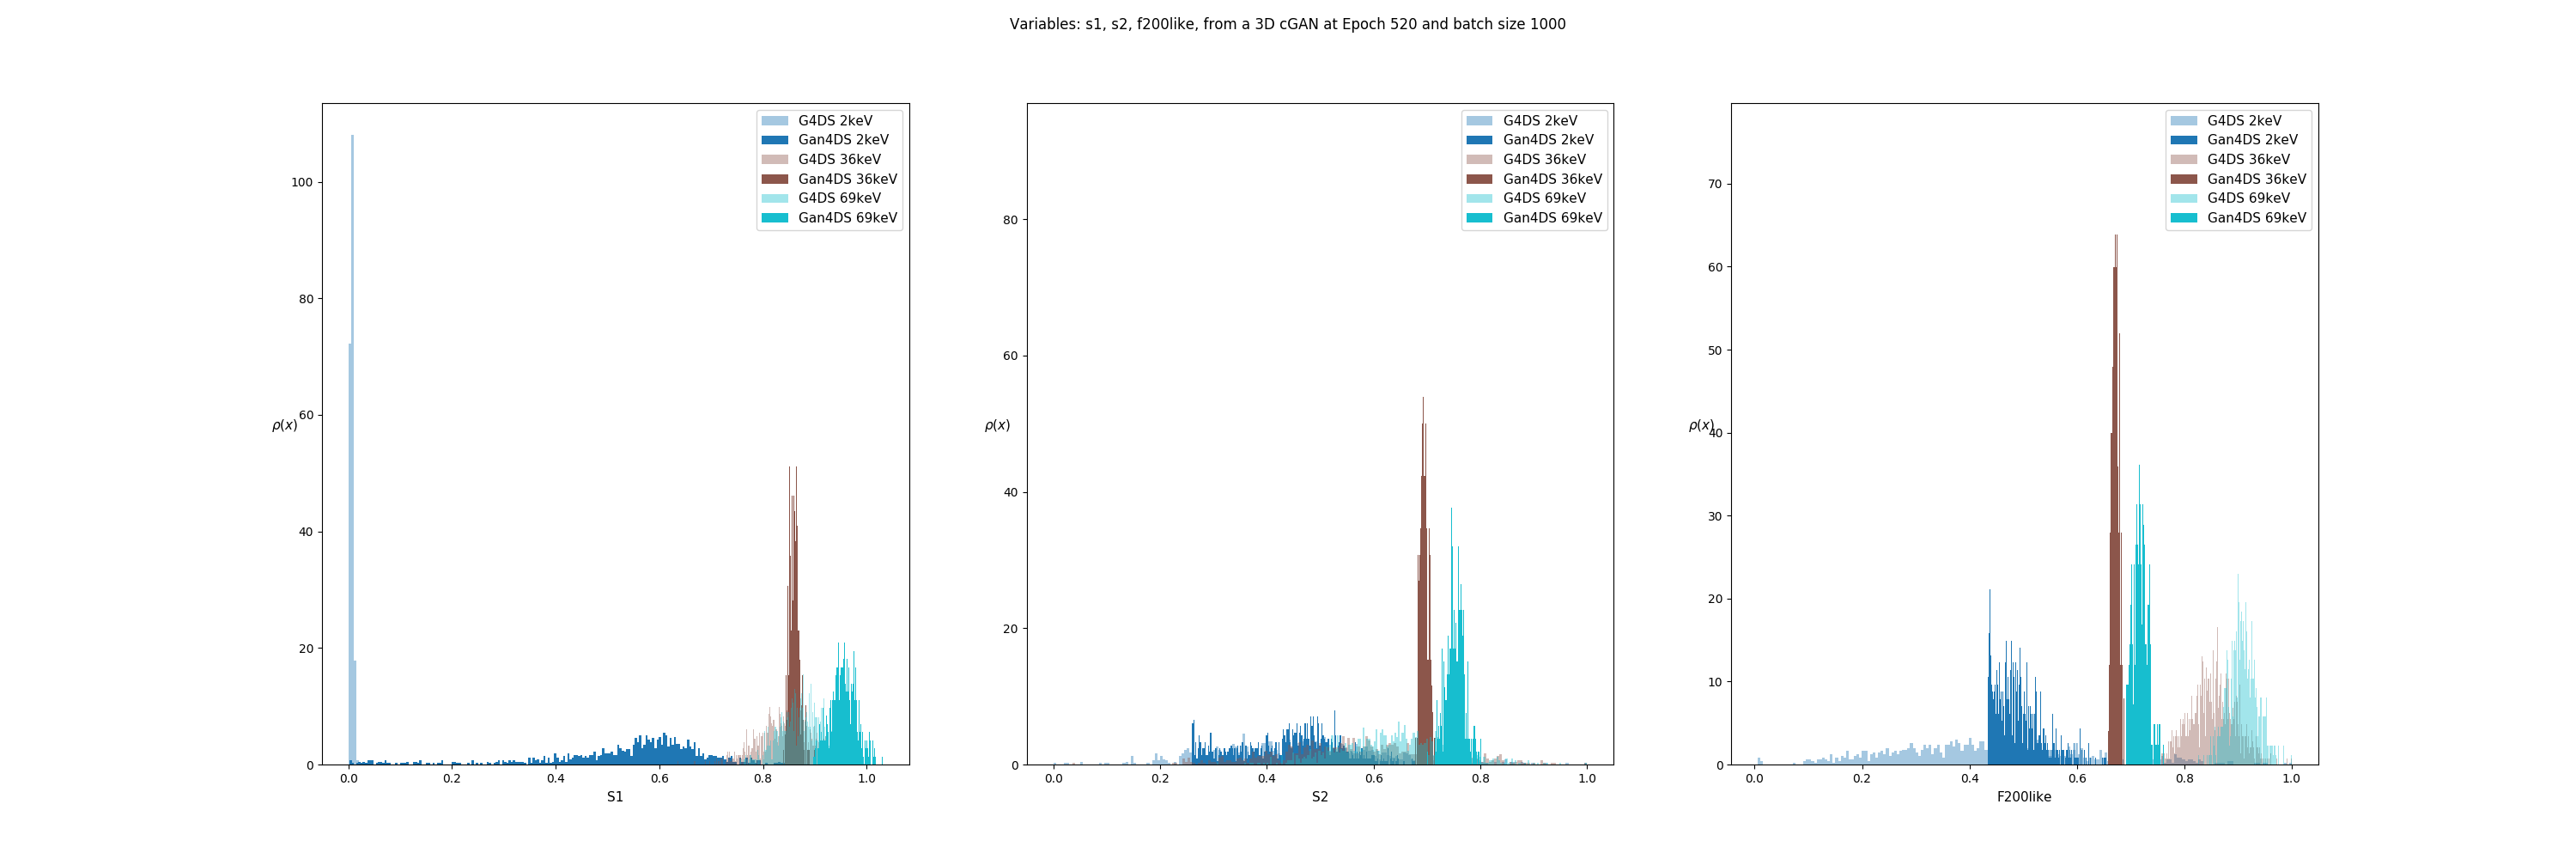 Variables: s1, s2, f200like, from a 3D cGAN at Epoch 520 and batch size 1000
G4DS 2keV
Gan4DS 2keV
G4DS 36keV
Gan4DS 36keV
G4DS 69keV
Gan4DS 69keV
100
80
60
40
20
0
ρ(x)
0.0 0.2 0.4 0.6 0.8 1.0
S1
G4DS 2keV
Gan4DS 2keV
G4DS 36keV
Gan4DS 36keV
G4DS 69keV
Gan4DS 69keV
80
60
40
20
0
ρ(x)
0.0 0.2 0.4 0.6 0.8 1.0
S2
G4DS 2keV
Gan4DS 2keV
G4DS 36keV
Gan4DS 36keV
G4DS 69keV
Gan4DS 69keV
70
60
50
40
30
20
10
0
ρ(x)
0.0 0.2 0.4 0.6 0.8 1.0
F200like